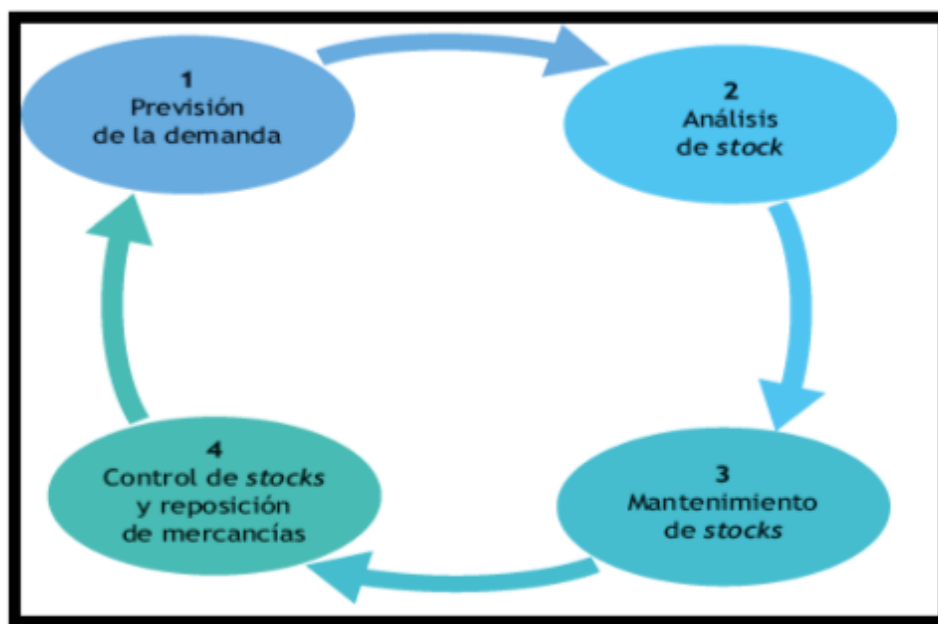 1
Previsión
de la demanda
2
Análisis
de stock
3
Mantenimiento
de stocks
4
Control de stocks
y reposición
de mercancías